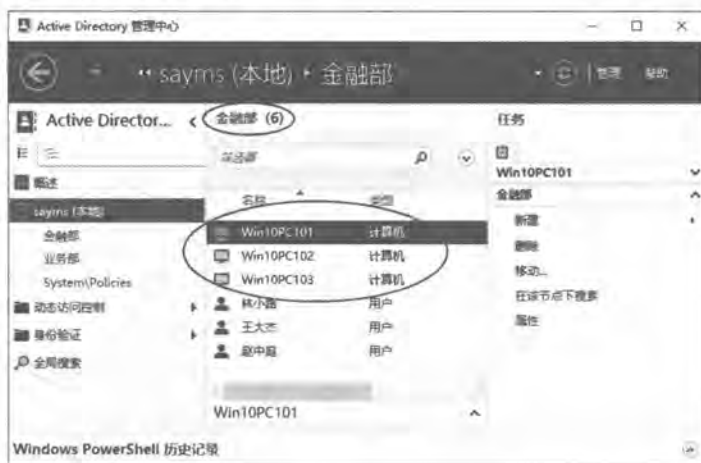 Active Directory 管理中心
sayms (本地) 金融部
管理 帮助
Active Director...
金融部 (6)
任务
筛选器
概述
Win10PC101
名称 类型
金融部
sayms (本地)
金融部
业务部
System\Policies
动态访问控制
身份验证
全局搜索
Win10PC101 计算机
Win10PC102 计算机
Win10PC103 计算机
林小路 用户
王大杰 用户
赵中庭 用户
新建
删除
移动...
在该节点下搜索
属性
Win10PC101
Windows PowerShell 历史记录